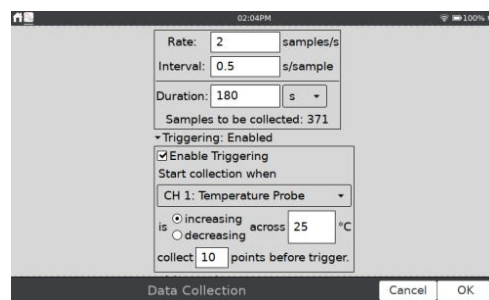 02:04PM
100%
Rate: 2 samples/s
Interval: 0.5 s/sample
Duration: 180 s
Samples to be collected: 371
Triggering: Enabled
Enable Triggering
Start collection when
CH 1: Temperature Probe
is increasing
decreasing across 25 °C
collect 10 points before trigger.
Data Collection Cancel OK